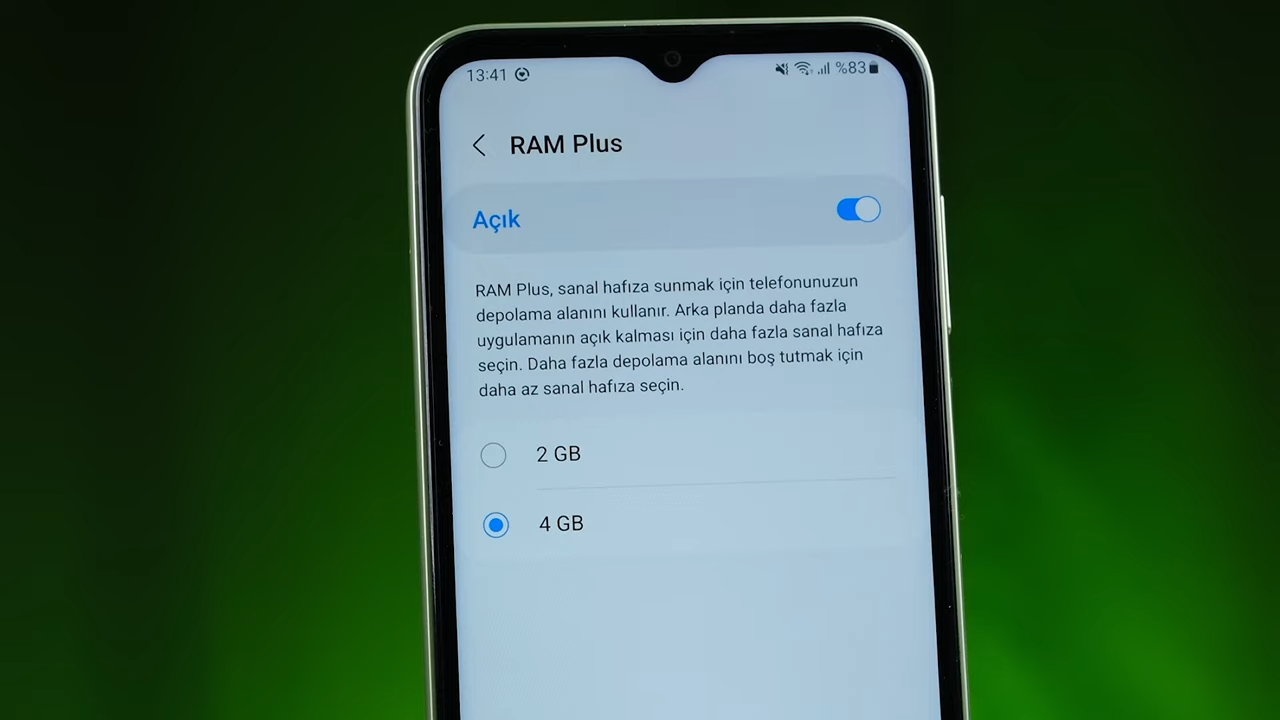 13:41 %83
RAM Plus
Açık
RAM Plus, sanal hafıza sunmak için telefonunuzun
depolama alanını kullanır. Arka planda daha fazla
uygulamanın açık kalması için daha fazla sanal hafıza
seçin. Daha fazla depolama alanını boş tutmak için
daha az sanal hafıza seçin.
2 GB
4 GB